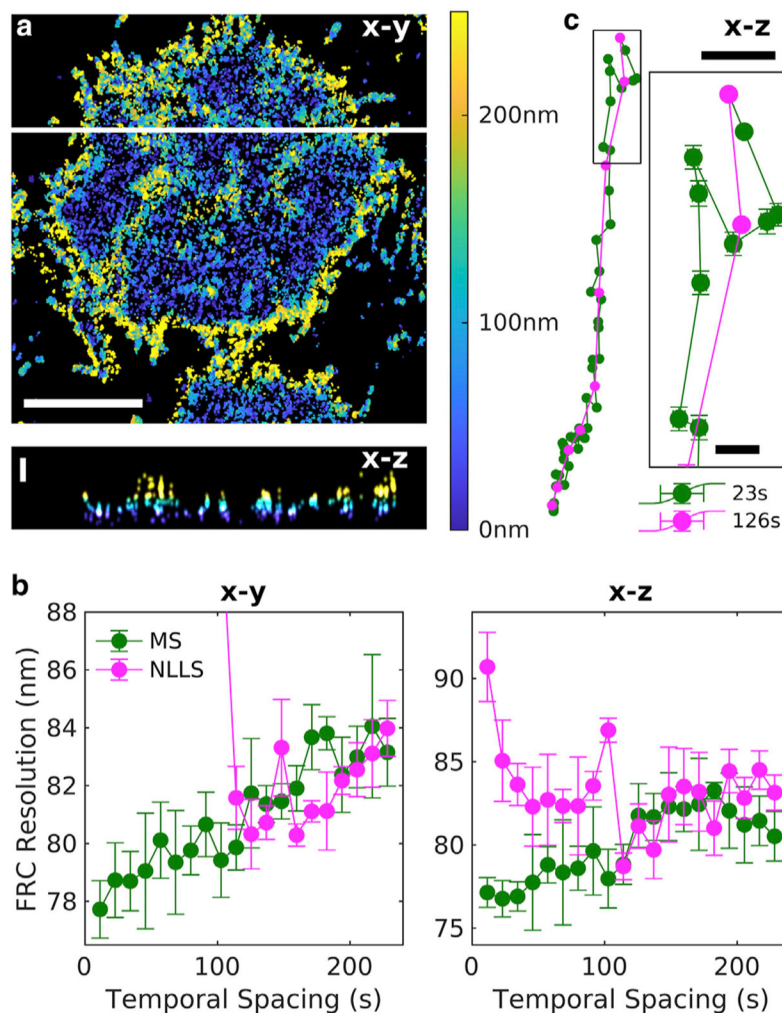 a
x-y
200nm
100nm
0nm
x-z
c
x-z
23s
126s
b
x-y
FRC Resolution (nm)
88
86
84
82
80
78
MS
NLLS
0
100
200
Temporal Spacing (s)
x-z
90
85
80
75
0
100
200
Temporal Spacing (s)